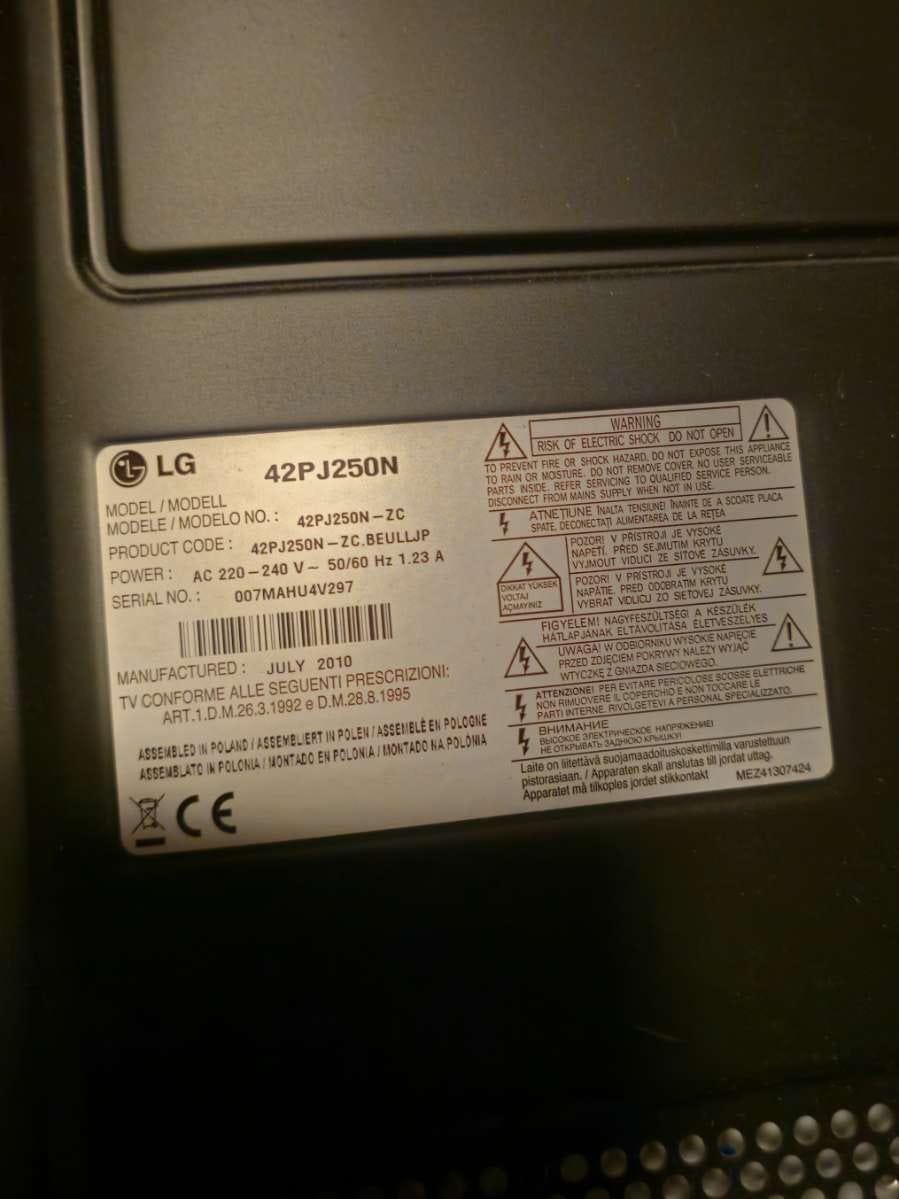 LG 42PJ250N
MODEL / MODELL
MODELE / MODELO NO. : 42PJ250N-ZC
PRODUCT CODE : 42PJ250N-ZC.BEULLJP
POWER : AC 220-240 V~ 50/60 Hz 1.23 A
SERIAL NO. : 007MAHU4V297
MANUFACTURED : JULY 2010
TV CONFORME ALLE SEGUENTI PRESCRIZIONI:
ART.1.D.M.26.3.1992 e D.M.28.8.1995
ASSEMBLED IN POLAND / ASSEMBLIERT IN POLEN / ASSEMBLÉ EN POLOGNE
ASSEMBLATO IN POLONIA / MONTADO EN POLONIA / MONTADO NA POLÓNIA
CE
WARNING
RISK OF ELECTRIC SHOCK DO NOT OPEN
TO PREVENT FIRE OR SHOCK HAZARD, DO NOT EXPOSE THIS APPLIANCE
TO RAIN OR MOISTURE. DO NOT REMOVE COVER. NO USER SERVICEABLE
PARTS INSIDE. REFER SERVICING TO QUALIFIED SERVICE PERSON.
DISCONNECT FROM MAINS SUPPLY WHEN NOT IN USE.
ATNEŢIUNE ÎNALTA TENSIUNE! ÎNAINTE DE A SCOATE PLACA
SPATE, DECONECTAŢI ALIMENTAREA DE LA REŢEA
DIKKAT YÜKSEK
VOLTAJ
AÇMAYINIZ
POZOR! V PŘÍSTROJI JE VYSOKÉ
NAPETÍ. PŘED SEJMUTIM KRYTU
VYJMOUT VIDLICI ZE SÍŤOVÉ ZÁSUVKY.
POZOR! V PRÍSTROJI JE VYSOKÉ
NAPÄTIE. PRED ODOBRATIM KRYTU
VYBRAŤ VIDLICU ZO SIEŤOVEJ ZÁSUVKY.
FIGYELEM! NAGYFESZÜLTSÉG! A KÉSZÜLÉK
HÁTLAPJÁNAK ELTÁVOLÍTÁSA ÉLETVESZÉLYES
UWAGA! W ODBIORNIKU WYSOKIE NAPIĘCIE
PRZED ZDJĘCIEM POKRYWY NALEŻY WYJĄĆ
WTYCZKĘ Z GNIAZDA SIECIOWEGO.
ATTENZIONE! PER EVITARE PERICOLOSE SCOSSE ELETTRICHE
NON RIMUOVERE IL COPERCHIO E NON TOCCARE LE
PARTI INTERNE. RIVOLGETEVI A PERSONAL SPECIALIZZATO.
ВНИМАНИЕ
ВЫСОКОЕ ЭЛЕКТРИЧЕСКОЕ НАПРЯЖЕНИЕ!
НЕ ОТКРЫВАТЬ ЗАДНЮЮ КРЫШКУ!
Laite on liitettävä suojamaadoituskoskettimilla varustettuun
pistorasiaan. / Apparaten skall anslutas till jordat uttag.
Apparatet må tilkoples jordet stikkontakt MEZ41307424